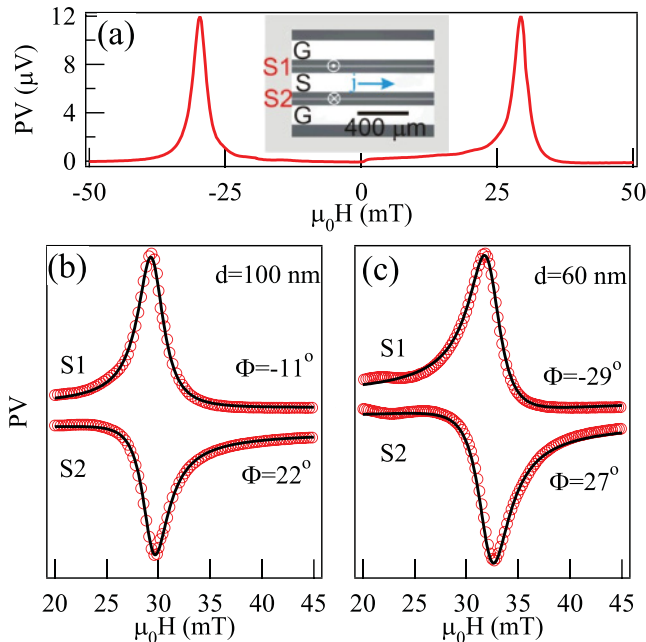 (a)
PV (μV)
12
8
4
0
G
S1
S
j
S2
G
400 μm
-50 -25 0 25 50
μ₀H (mT)
(b)
d=100 nm
S1
Φ=-11°
S2
Φ=22°
PV
20 25 30 35 40 45
μ₀H (mT)
(c)
d=60 nm
S1
Φ=-29°
S2
Φ=27°
20 25 30 35 40 45
μ₀H (mT)